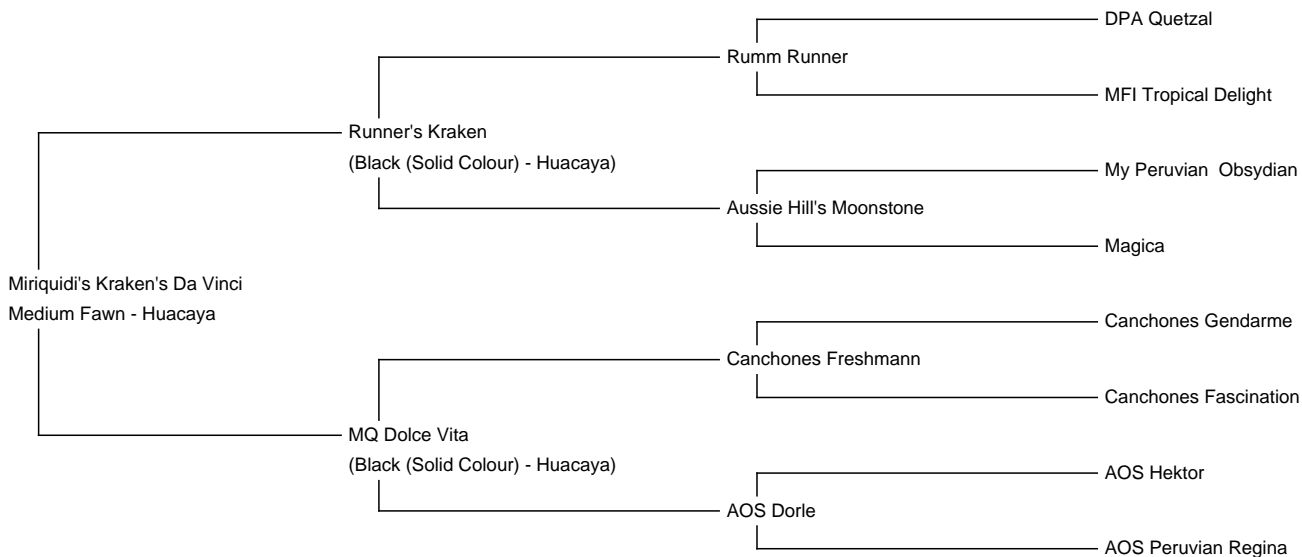 DPA Quetzal
Rumm Runner
MFI Tropical Delight
Runner's Kraken
(Black (Solid Colour) - Huacaya)
My Peruvian  Obsydian
Aussie Hill's Moonstone
Magica
Miriquidi's Kraken's Da Vinci
Medium Fawn - Huacaya
Canchones Gendarme
Canchones Freshmann
Canchones Fascination
MQ Dolce Vita
(Black (Solid Colour) - Huacaya)
AOS Hektor
AOS Dorle
AOS Peruvian Regina